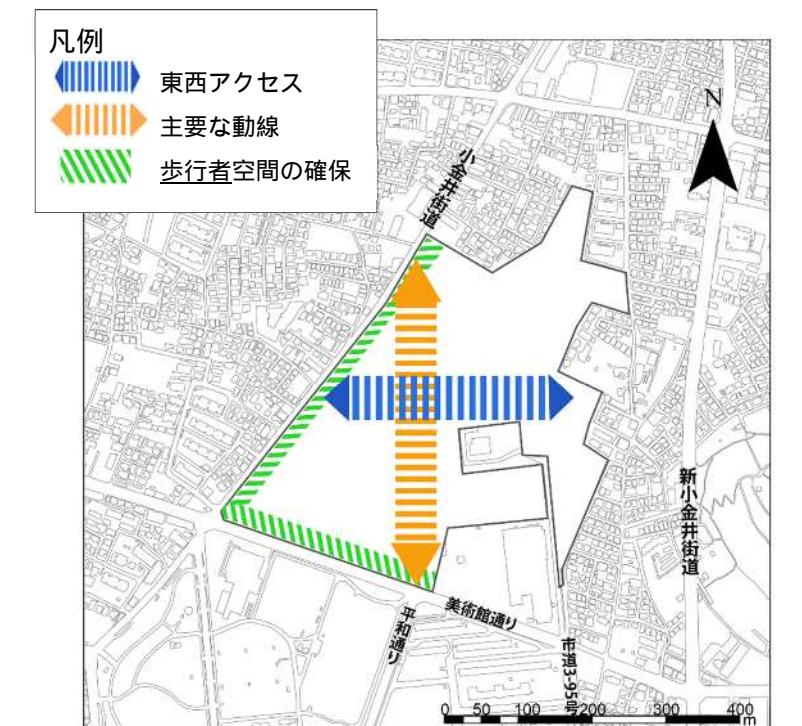 凡例
東西アクセス
主要な動線
歩行者空間の確保
N
小金井街道
新小金井街道
美術館通り
平和通り
市道3-95号
0 50 100 200 300 400
m